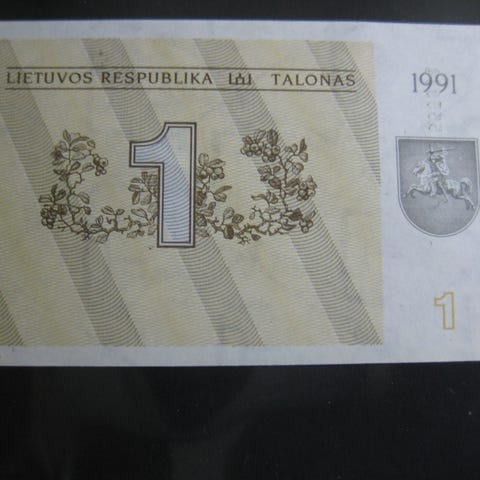 LIETUVOS RESPUBLIKA TALONAS
1991
1
1